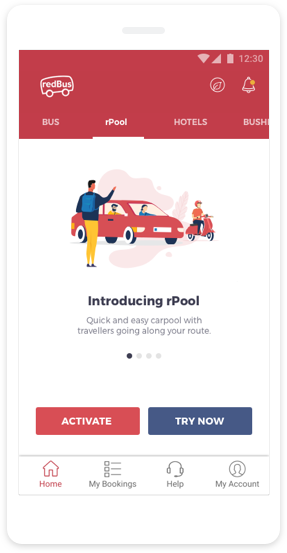 12:30
redBus
BUS rPool HOTELS BUSH
Introducing rPool
Quick and easy carpool with
travellers going along your route.
ACTIVATE TRY NOW
Home My Bookings Help My Account